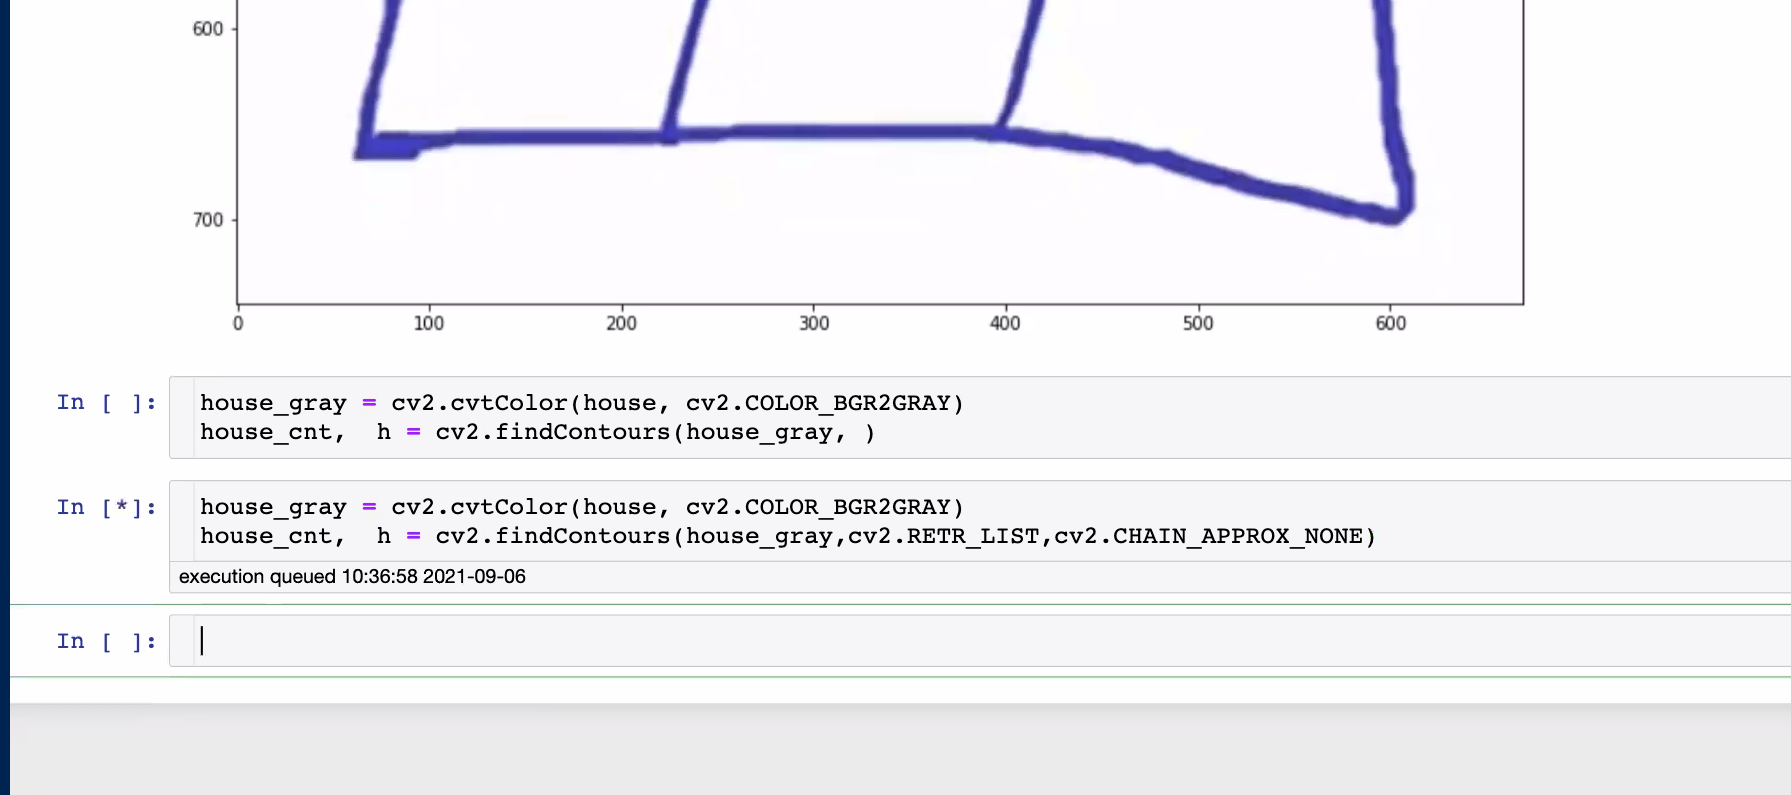 600
700
0 100 200 300 400 500 600
In [ ]: house_gray = cv2.cvtColor(house, cv2.COLOR_BGR2GRAY)
house_cnt,  h = cv2.findContours(house_gray, )
In [*]: house_gray = cv2.cvtColor(house, cv2.COLOR_BGR2GRAY)
house_cnt,  h = cv2.findContours(house_gray,cv2.RETR_LIST,cv2.CHAIN_APPROX_NONE)
execution queued 10:36:58 2021-09-06
In [ ]: